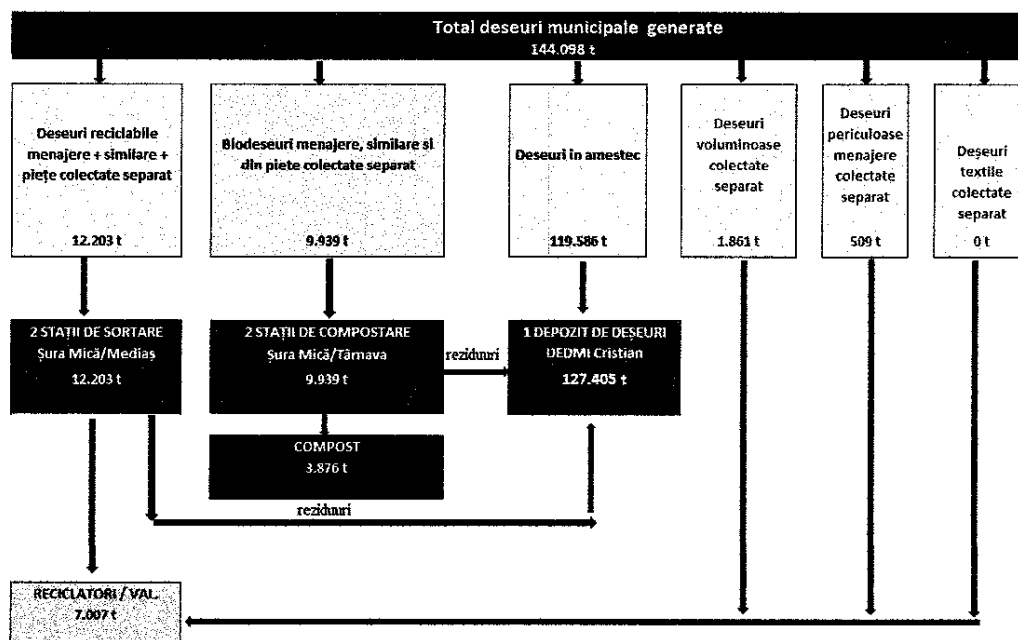 Total deseuri municipale generate
144.098 t
Deseuri reciclabile
menajere + similare +
piețe colectate separat
12.203 t
Biodeseuri menajere, similare si
din piete colectate separat
9.939 t
Deseuri in amestec
119.586 t
Deseuri
voluminoase
colectate
separat
1.861 t
Deseuri
periculoase
menajere
colectate
separat
509 t
Deșeuri
textile
colectate
separat
0 t
2 STAȚII DE SORTARE
Șura Mică/Mediaș
12.203 t
2 STAȚII DE COMPOSTARE
Șura Mică/Târnava
9.939 t
reziduuri
1 DEPOZIT DE DEȘEURI
DEDMI Cristian
127.405 t
COMPOST
3.876 t
reziduuri
RECICLATORI / VAL.
7.007 t